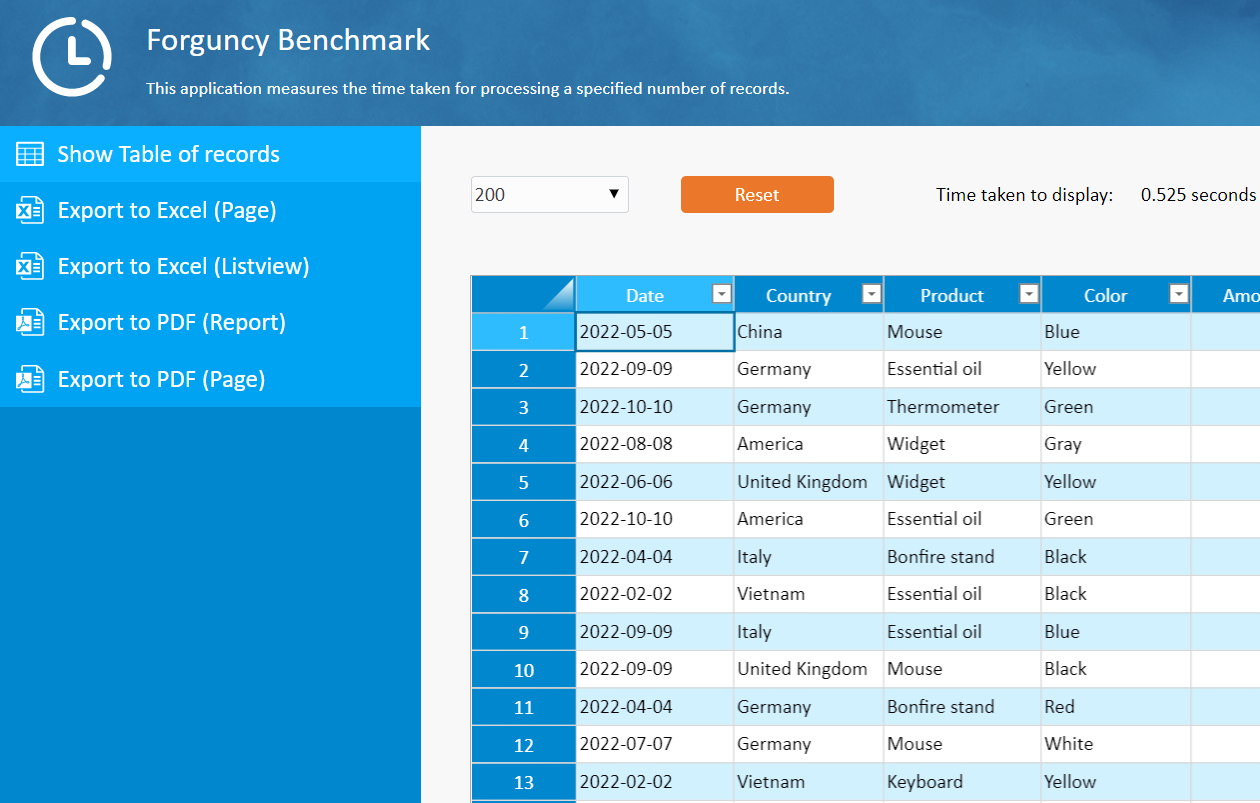 Forguncy Benchmark
This application measures the time taken for processing a specified number of records.
Show Table of records
Export to Excel (Page)
Export to Excel (Listview)
Export to PDF (Report)
Export to PDF (Page)
200 Reset Time taken to display: 0.525 seconds
Date Country Product Color Amo
1 2022-05-05 China Mouse Blue
2 2022-09-09 Germany Essential oil Yellow
3 2022-10-10 Germany Thermometer Green
4 2022-08-08 America Widget Gray
5 2022-06-06 United Kingdom Widget Yellow
6 2022-10-10 America Essential oil Green
7 2022-04-04 Italy Bonfire stand Black
8 2022-02-02 Vietnam Essential oil Black
9 2022-09-09 Italy Essential oil Blue
10 2022-09-09 United Kingdom Mouse Black
11 2022-04-04 Germany Bonfire stand Red
12 2022-07-07 Germany Mouse White
13 2022-02-02 Vietnam Keyboard Yellow